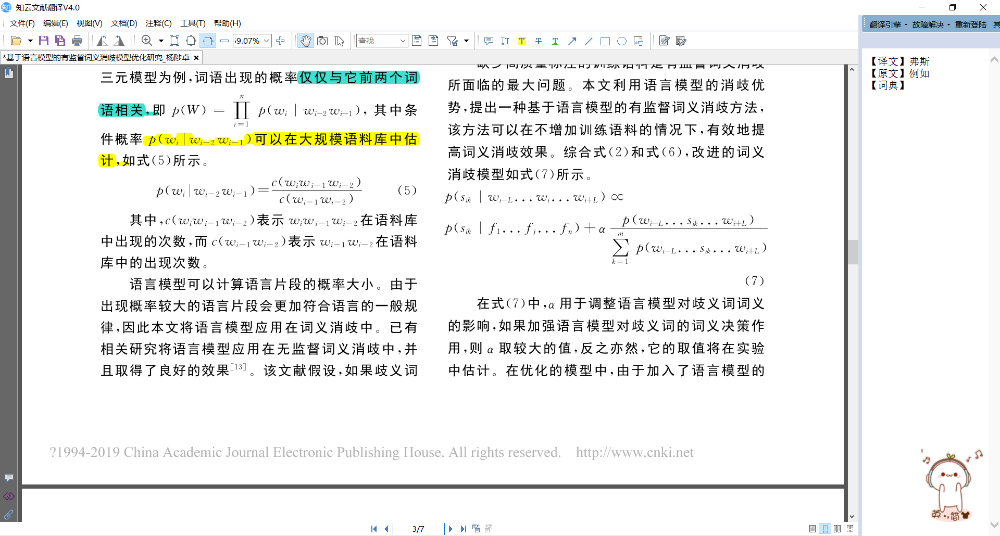 知云文献翻译V4.0
文件(F) 编辑(E) 视图(V) 文档(D) 注释(C) 工具(T) 帮助(H)
翻译引擎 故障解决 重新登陆
9.07% 查找
*基于语言模型的有监督词义消歧模型优化研究_杨陟卓
三元模型为例,词语出现的概率仅仅与它前两个词
语相关,即 p(W) = ∏_{i=1}^{n} p(w_i | w_{i-2}w_{i-1}), 其中条
件概率 p(w_i|w_{i-2}w_{i-1})可以在大规模语料库中估
计,如式(5)所示。
p(w_i|w_{i-2}w_{i-1})=c(w_iw_{i-1}w_{i-2})/c(w_{i-1}w_{i-2}) (5)
其中,c(w_iw_{i-1}w_{i-2})表示 w_iw_{i-1}w_{i-2}在语料库
中出现的次数,而 c(w_{i-1}w_{i-2})表示 w_{i-1}w_{i-2}在语料
库中的出现次数。
语言模型可以计算语言片段的概率大小。由于
出现概率较大的语言片段会更加符合语言的一般规
律,因此本文将语言模型应用在词义消歧中。已有
相关研究将语言模型应用在无监督词义消歧中,并
且取得了良好的效果[13]。该文献假设,如果歧义词
缺少高质量标注的训练语料是有监督词义消歧
所面临的最大问题。本文利用语言模型的消歧优
势,提出一种基于语言模型的有监督词义消歧方法,
该方法可以在不增加训练语料的情况下,有效地提
高词义消歧效果。综合式(2)和式(6),改进的词义
消歧模型如式(7)所示。
p(s_{ik} | w_{i-L}...w_i...w_{i+L}) ∝
p(s_{ik} | f_1...f_j...f_n)+α p(w_{i-L}...s_{ik}...w_{i+L})/∑_{k=1}^{m} p(w_{i-L}...s_{ik}...w_{i+L})
(7)
在式(7)中,α 用于调整语言模型对歧义词词义
的影响,如果加强语言模型对歧义词的词义决策作
用,则 α 取较大的值,反之亦然,它的取值将在实验
中估计。在优化的模型中,由于加入了语言模型的
?1994-2019 China Academic Journal Electronic Publishing House. All rights reserved. http://www.cnki.net
3/7
【译文】弗斯
【原文】例如
【词典】
英 简